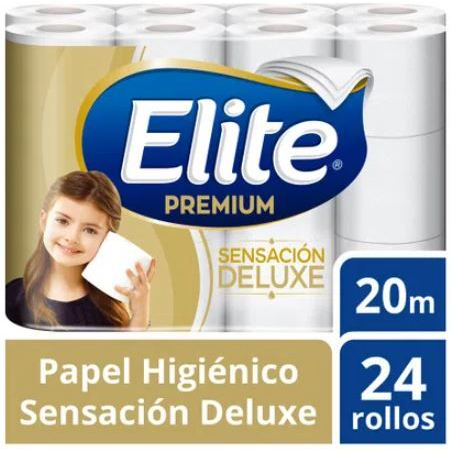 Elite®
PREMIUM
SENSACIÓN
DELUXE
20m
Papel Higiénico
Sensación Deluxe
24
rollos